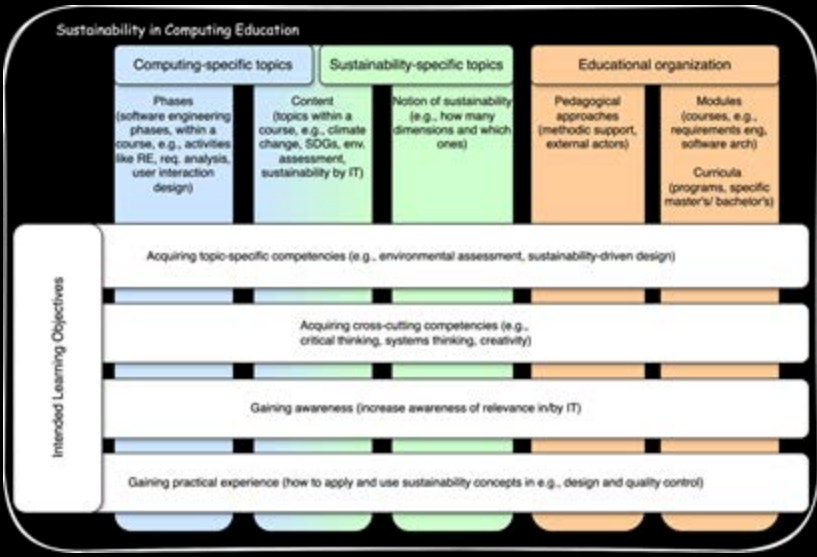 Sustainability in Computing Education
Computing-specific topics
Sustainability-specific topics
Educational organization
Phases
(software engineering
phases, within a
course, e.g., activities
like RE, req. analysis,
user interaction
design)
Content
(topics within a
course, e.g., climate
change, SOGs, env.
assessment,
sustainability by IT)
Notion of sustainability
(e.g., how many
dimensions and which
ones)
Pedagogical
approaches
(methodic support,
external actors)
Modules
(courses, e.g.,
requirements eng,
software arch)
Curricula
(programs, specific
master's/ bachelor's)
Intended Learning Objectives
Acquiring topic-specific competencies (e.g., environmental assessment, sustainability-driven design)
Acquiring cross-cutting competencies (e.g.,
critical thinking, systems thinking, creativity)
Gaining awareness (increase awareness of relevance in/by IT)
Gaining practical experience (how to apply and use sustainability concepts in e.g., design and quality control)